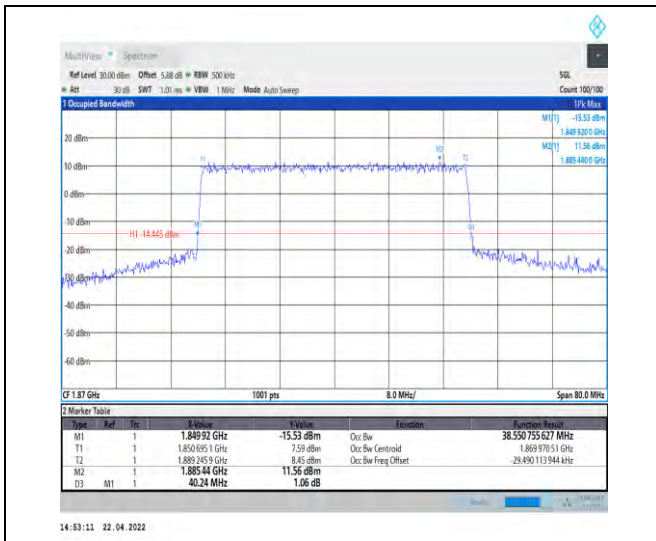 MultiView Spectrum
Ref Level 30.00 dBm Offset 5.88 dB RBW 500 kHz SGL
Att 30 dB SWT 1.01 ms VBW 1 MHz Mode Auto Sweep Count 100/100
1 Occupied Bandwidth 1Pk Max
M1[1] -15.53 dBm
1.849 920 0 GHz
M2[1] 11.56 dBm
1.885 440 0 GHz
20 dBm
M2
T1 T2
10 dBm
0 dBm
-10 dBm
M1
H1 -14.445 dBm
-20 dBm
-30 dBm
-40 dBm
-50 dBm
-60 dBm
CF 1.87 GHz 1001 pts 8.0 MHz/ Span 80.0 MHz
2 Marker Table
Type Ref Trc X-Value Y-Value Function Function Result
M1 1 1.849 92 GHz -15.53 dBm Occ Bw 38.550 755 627 MHz
T1 1 1.850 695 1 GHz 7.59 dBm Occ Bw Centroid 1.869 970 51 GHz
T2 1 1.889 245 9 GHz 8.45 dBm Occ Bw Freq Offset -29.490 113 944 kHz
M2 1 1.885 44 GHz 11.56 dBm
D3 M1 1 40.24 MHz 1.06 dB
14:53:11 22.04.2022